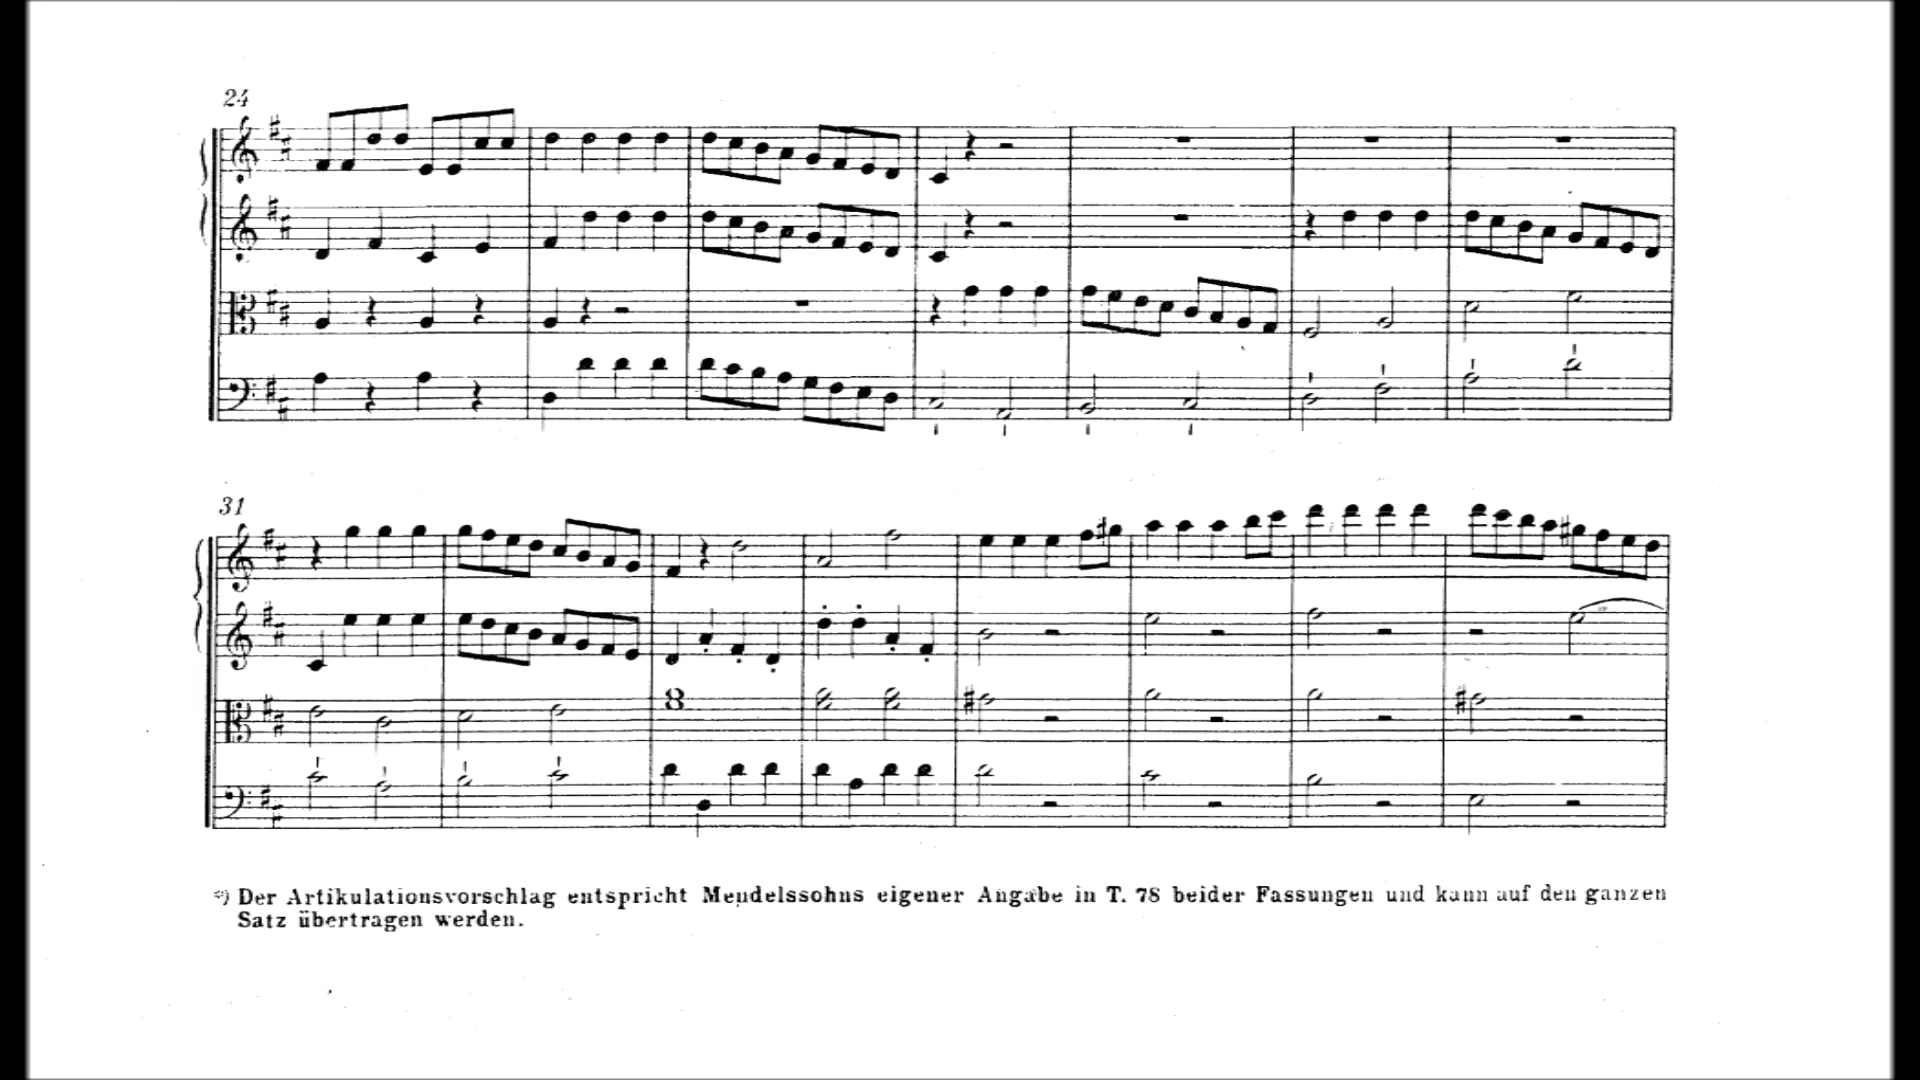 24
31
*) Der Artikulationsvorschlag entspricht Mendelssohns eigener Angabe in T. 78 beider Fassungen und kann auf den ganzen
Satz übertragen werden.